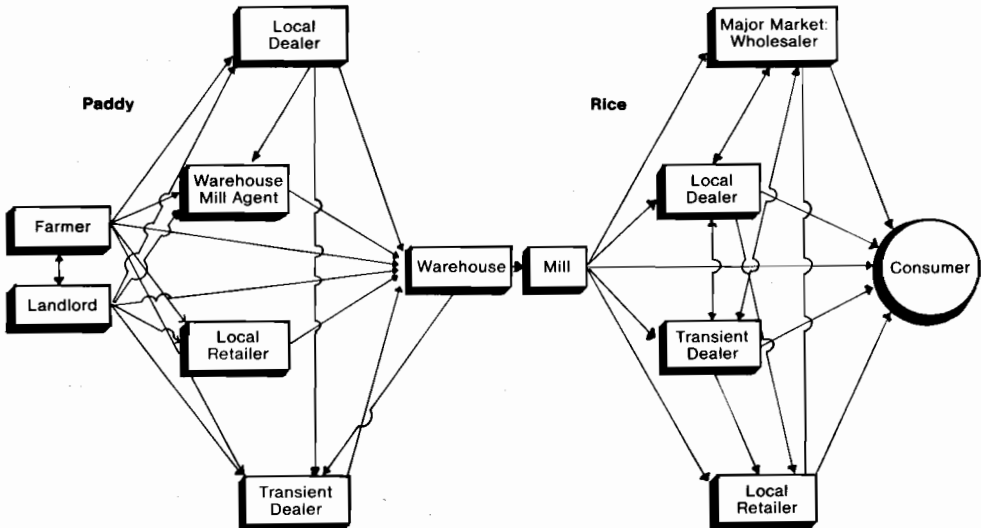 Local
Dealer
Major Market:
Wholesaler
Paddy
Rice
Warehouse
Mill Agent
Local
Dealer
Farmer
Landlord
Warehouse
Mill
Consumer
Local
Retailer
Transient
Dealer
Transient
Dealer
Local
Retailer